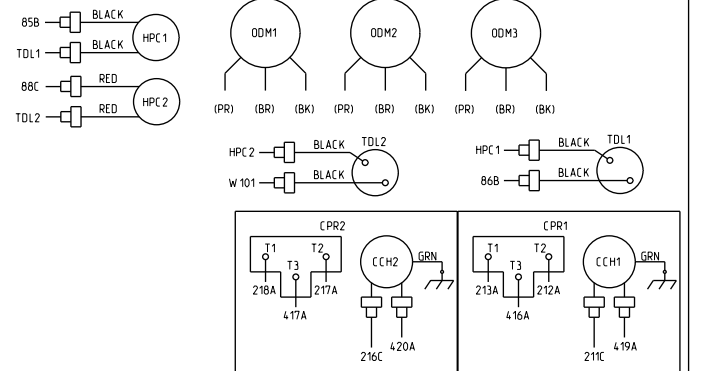 85B BLACK
HPC1
TDL1 BLACK
88C RED
HPC2
TDL2 RED
ODM1 ODM2 ODM3
(PR) (BR) (BK) (PR) (BR) (BK) (PR) (BR) (BK)
HPC2 BLACK TDL2
W101 BLACK
HPC1 BLACK TDL1
86B BLACK
CPR2
T1 T2
T3
CCH2 GRN
218A 217A
417A
216C 420A
CPR1
T1 T2
T3
CCH1 GRN
213A 212A
416A
211C 419A